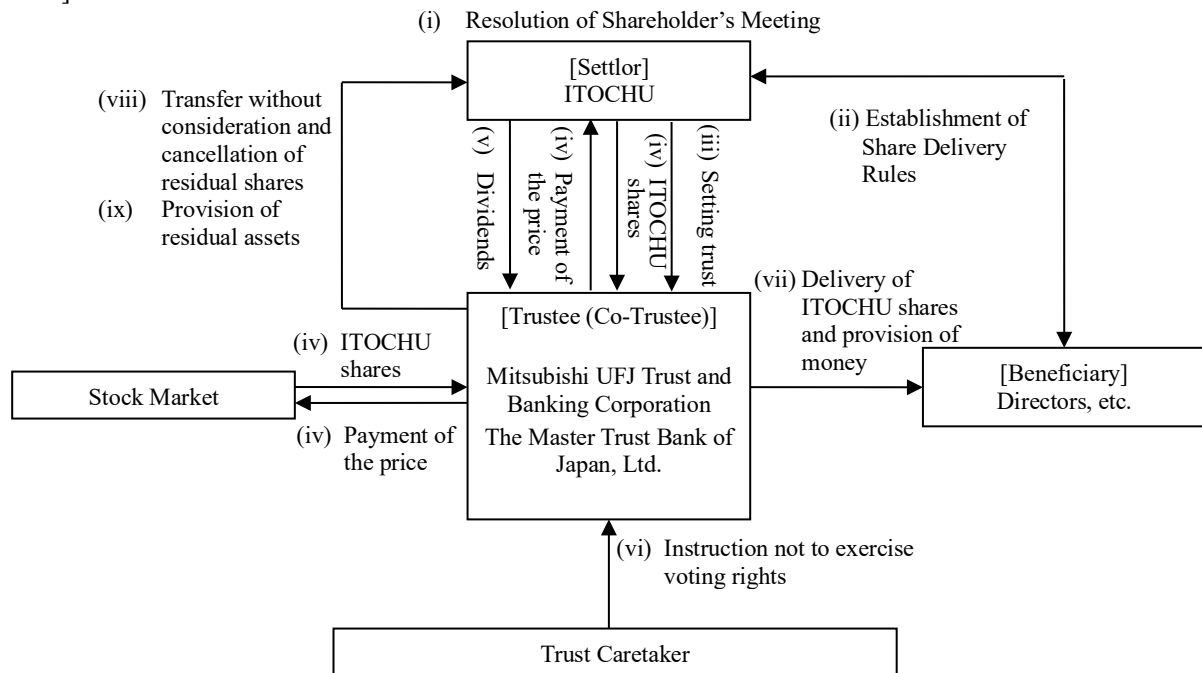 ]
(i) Resolution of Shareholder’s Meeting
[Settlor]
ITOCHU
(viii) Transfer without
consideration and
cancellation of
residual shares
(ix) Provision of
residual assets
(v) Dividends
(iv) Payment of
the price
(iv) ITOCHU
shares
(iii) Setting trust
(ii) Establishment of
Share Delivery
Rules
[Trustee (Co-Trustee)]
Mitsubishi UFJ Trust and
Banking Corporation
The Master Trust Bank of
Japan, Ltd.
(vii) Delivery of
ITOCHU shares
and provision of
money
(iv) ITOCHU
shares
Stock Market
(iv) Payment of
the price
[Beneficiary]
Directors, etc.
(vi) Instruction not to exercise
voting rights
Trust Caretaker